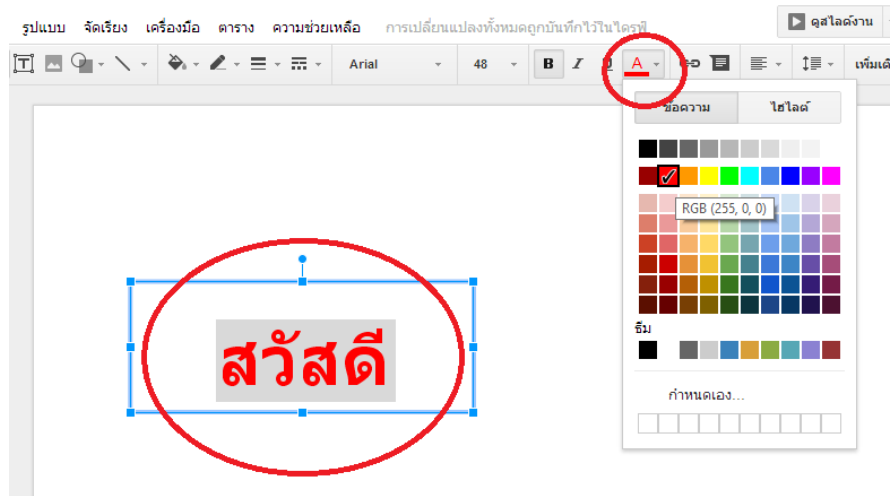 รูปแบบ จัดเรียง เครื่องมือ ตาราง ความช่วยเหลือ การเปลี่ยนแปลงทั้งหมดถูกบันทึกไว้ในไดรฟ์ ดูสไลด์งาน
T Arial 48 B I U A
ข้อความ ไฮไลต์
RGB (255, 0, 0)
สวัสดี
ธีม
กำหนดเอง...